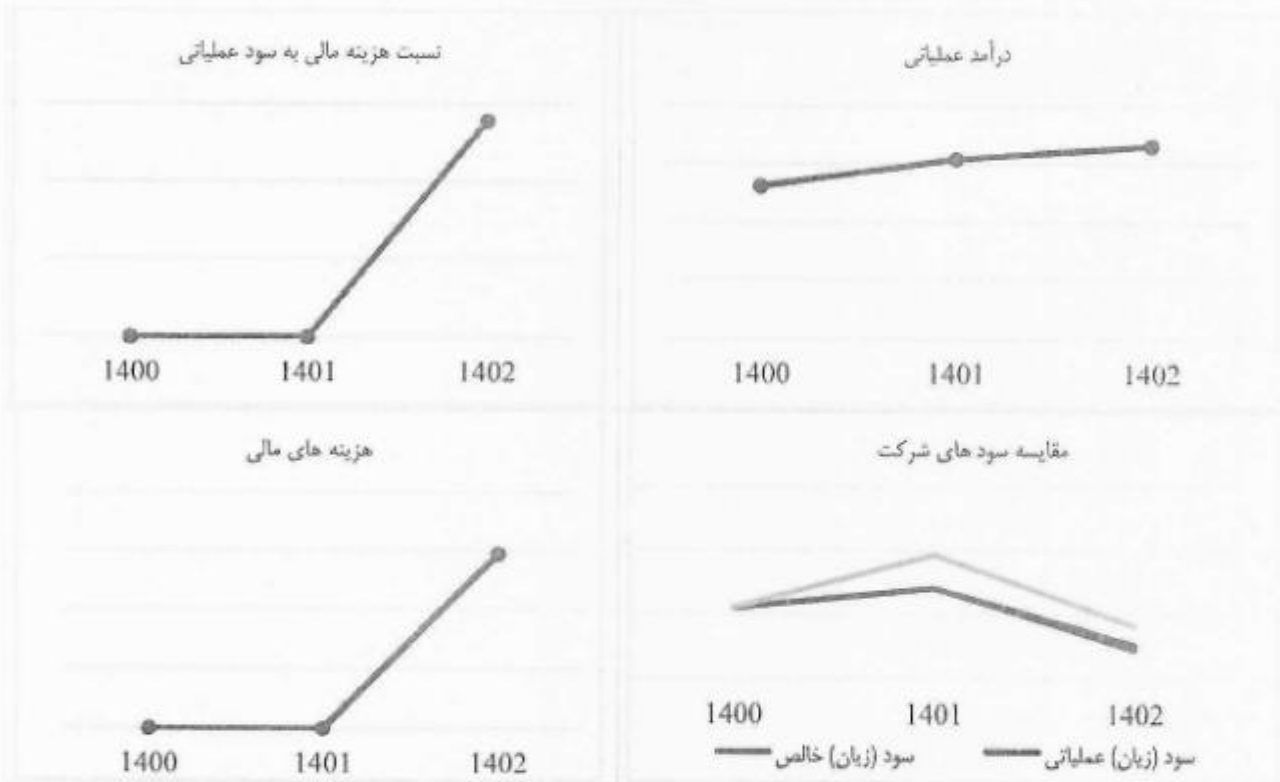 درآمد عملیاتی
1400 1401 1402
نسبت هزینه مالی به سود عملیاتی
1400 1401 1402
مقایسه سود های شرکت
1400 1401 1402
سود (زیان) عملیاتی سود (زیان) خالص
هزینه های مالی
1400 1401 1402